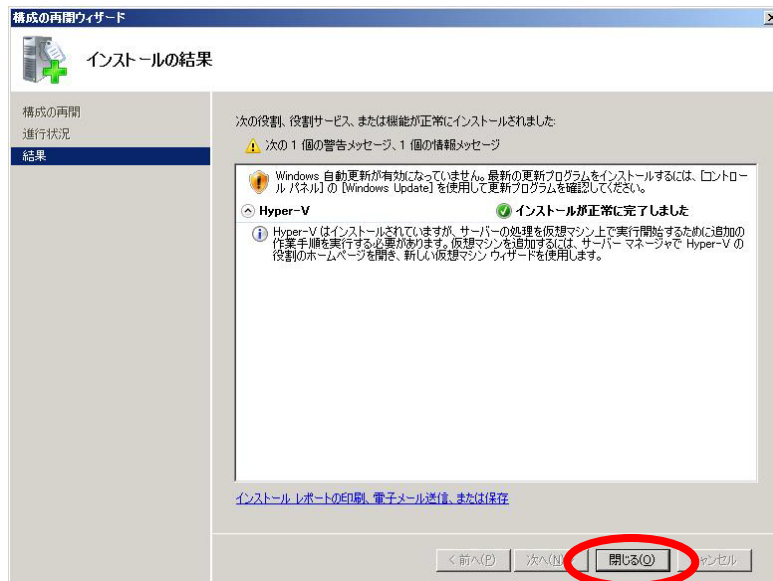 構成の再開ウィザード
インストールの結果
構成の再開
進行状況
結果
次の役割、役割サービス、または機能が正常にインストールされました:
次の 1 個の警告メッセージ、1 個の情報メッセージ
Windows 自動更新が有効になっていません。最新の更新プログラムをインストールするには、[コントロー
ル パネル] の [Windows Update] を使用して更新プログラムを確認してください。
Hyper-V
インストールが正常に完了しました
Hyper-V はインストールされていますが、サーバーの処理を仮想マシン上で実行開始するために追加の
作業手順を実行する必要があります。仮想マシンを追加するには、サーバー マネージャで Hyper-V の
役割のホームページを開き、新しい仮想マシン ウィザードを使用します。
インストール レポートの印刷、電子メール送信、または保存
< 前へ(P)
次へ(N)
閉じる(O)
ャンセル